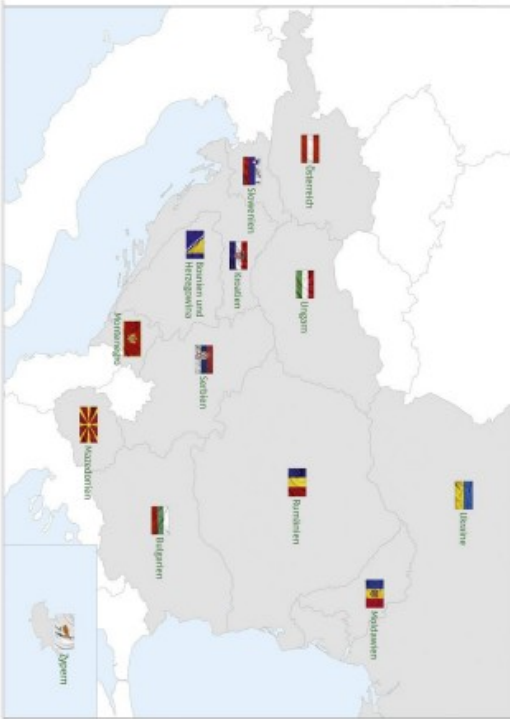 Österreich
Slowenien
Ungarn
Kroatien
Bosnien und
Herzegowina
Montenegro
Serbien
Mazedonien
Rumänien
Bulgarien
Ukraine
Moldawien
Zypern